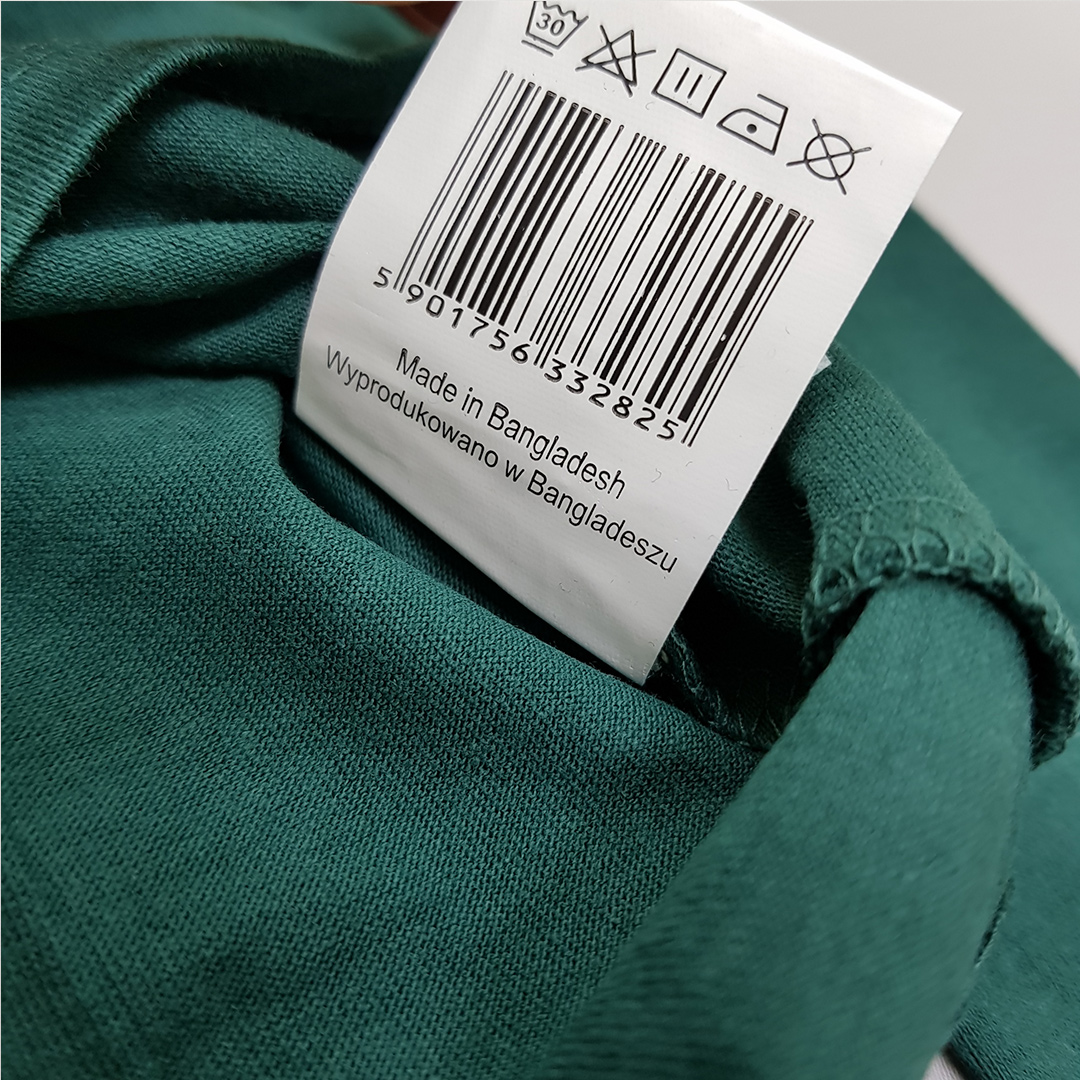 30
5 901756 332825
Made in Bangladesh
Wyprodukowano w Bangladeszu